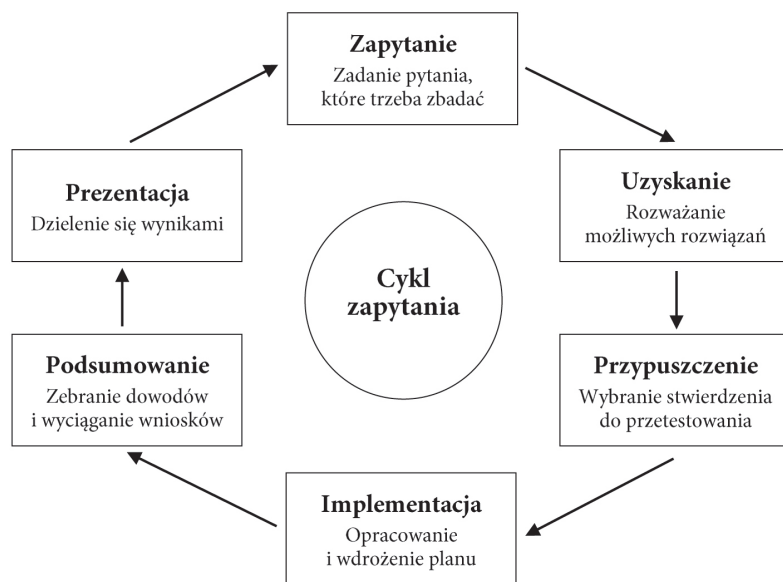 Zapytanie
Zadanie pytania,
które trzeba zbadać
Uzyskanie
Rozważanie
możliwych rozwiązań
Przypuszczenie
Wybranie stwierdzenia
do przetestowania
Implementacja
Opracowanie
i wdrożenie planu
Podsumowanie
Zebranie dowodów
i wyciąganie wniosków
Prezentacja
Dzielenie się wynikami
Cykl
zapytania